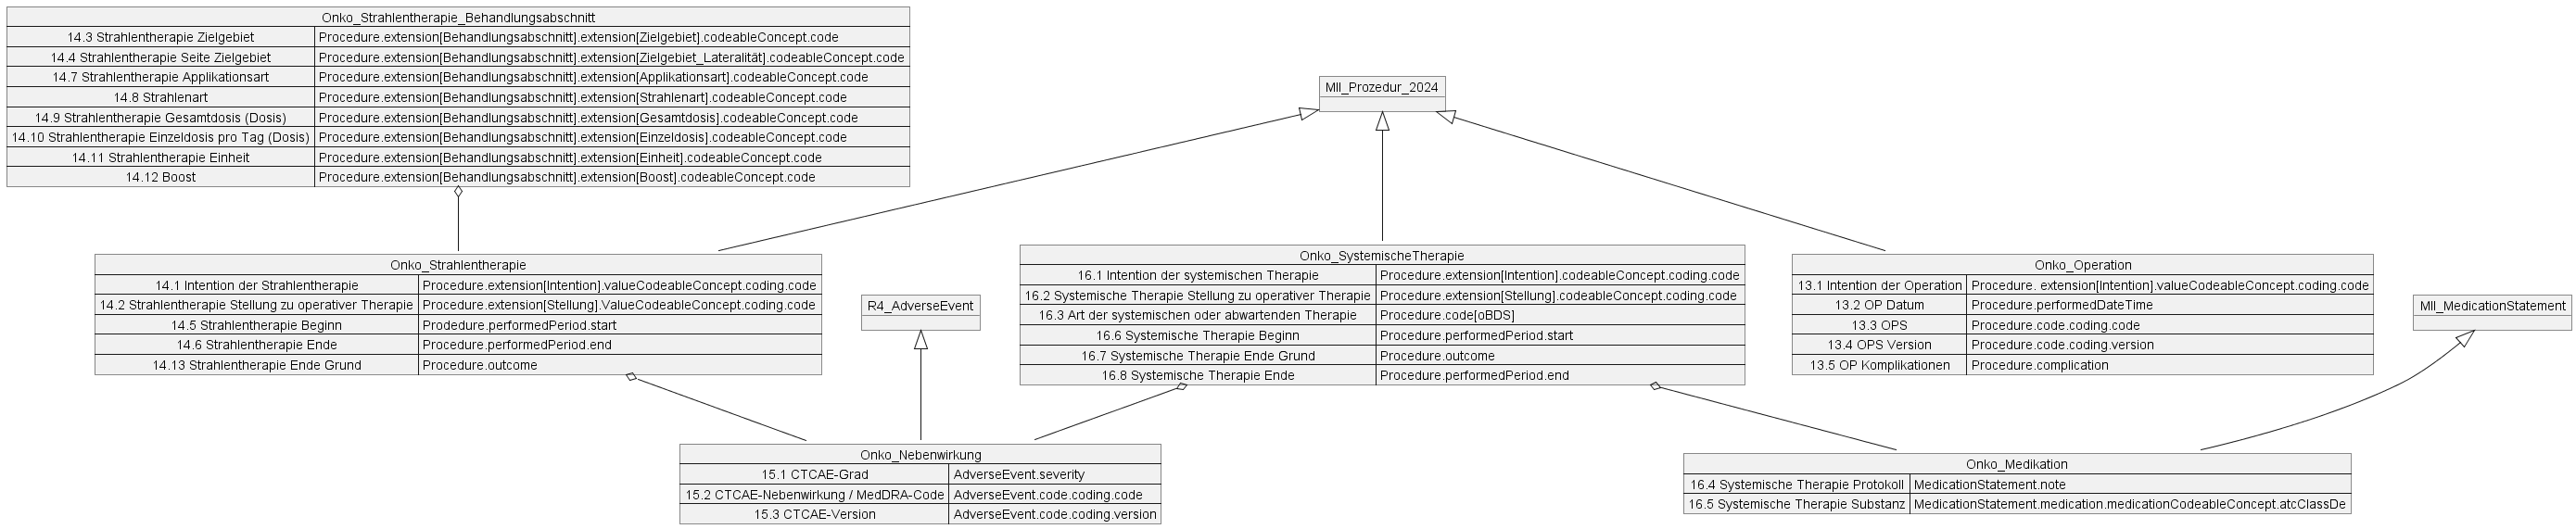 Onko_Strahlentherapie_Behandlungsabschnitt
14.3 Strahlentherapie Zielgebiet Procedure.extension[Behandlungsabschnitt].extension[Zielgebiet].codeableConcept.code
14.4 Strahlentherapie Seite Zielgebiet Procedure.extension[Behandlungsabschnitt].extension[Zielgebiet_Lateralität].codeableConcept.code
14.7 Strahlentherapie Applikationsart Procedure.extension[Behandlungsabschnitt].extension[Applikationsart].codeableConcept.code
14.8 Strahlenart Procedure.extension[Behandlungsabschnitt].extension[Strahlenart].codeableConcept.code
14.9 Strahlentherapie Gesamtdosis (Dosis) Procedure.extension[Behandlungsabschnitt].extension[Gesamtdosis].codeableConcept.code
14.10 Strahlentherapie Einzeldosis pro Tag (Dosis) Procedure.extension[Behandlungsabschnitt].extension[Einzeldosis].codeableConcept.code
14.11 Strahlentherapie Einheit Procedure.extension[Behandlungsabschnitt].extension[Einheit].codeableConcept.code
14.12 Boost Procedure.extension[Behandlungsabschnitt].extension[Boost].codeableConcept.code
MII_Prozedur_2024
Onko_Strahlentherapie
14.1 Intention der Strahlentherapie Procedure.extension[Intention].valueCodeableConcept.coding.code
14.2 Strahlentherapie Stellung zu operativer Therapie Procedure.extension[Stellung].ValueCodeableConcept.coding.code
14.5 Strahlentherapie Beginn Prodedure.performedPeriod.start
14.6 Strahlentherapie Ende Procedure.performedPeriod.end
14.13 Strahlentherapie Ende Grund Procedure.outcome
R4_AdverseEvent
Onko_SystemischeTherapie
16.1 Intention der systemischen Therapie Procedure.extension[Intention].codeableConcept.coding.code
16.2 Systemische Therapie Stellung zu operativer Therapie Procedure.extension[Stellung].codeableConcept.coding.code
16.3 Art der systemischen oder abwartenden Therapie Procedure.code[oBDS]
16.6 Systemische Therapie Beginn Procedure.performedPeriod.start
16.7 Systemische Therapie Ende Grund Procedure.outcome
16.8 Systemische Therapie Ende Procedure.performedPeriod.end
Onko_Operation
13.1 Intention der Operation Procedure. extension[Intention].valueCodeableConcept.coding.code
13.2 OP Datum Procedure.performedDateTime
13.3 OPS Procedure.code.coding.code
13.4 OPS Version Procedure.code.coding.version
13.5 OP Komplikationen Procedure.complication
MII_MedicationStatement
Onko_Nebenwirkung
15.1 CTCAE-Grad AdverseEvent.severity
15.2 CTCAE-Nebenwirkung / MedDRA-Code AdverseEvent.code.coding.code
15.3 CTCAE-Version AdverseEvent.code.coding.version
Onko_Medikation
16.4 Systemische Therapie Protokoll MedicationStatement.note
16.5 Systemische Therapie Substanz MedicationStatement.medication.medicationCodeableConcept.atcClassDe